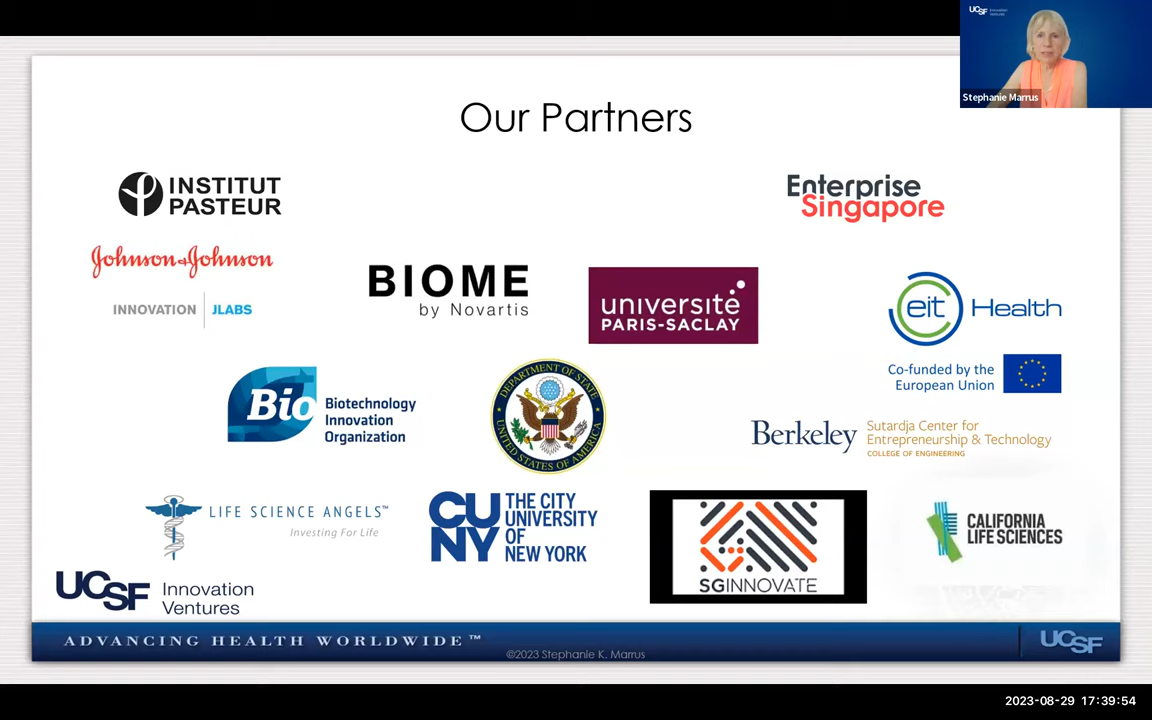 UCSF Innovation
Ventures
Stephanie Marrus
Our Partners
INSTITUT
PASTEUR
Enterprise
Singapore
Johnson & Johnson
INNOVATION JLABS
BIOME
by Novartis
université
PARIS-SACLAY
eit Health
Co-funded by the
European Union
Bio
Biotechnology
Innovation
Organization
DEPARTMENT OF STATE
UNITED STATES OF AMERICA
Berkeley
Sutardja Center for
Entrepreneurship & Technology
COLLEGE OF ENGINEERING
LIFE SCIENCE ANGELS™
Investing For Life
CU
NY
THE CITY
UNIVERSITY
OF
NEW YORK
SGINNOVATE
CALIFORNIA
LIFE SCIENCES
UCSF Innovation
Ventures
ADVANCING HEALTH WORLDWIDE™
©2023 Stephanie K. Marrus
UCSF
2023-08-29 17:39:54